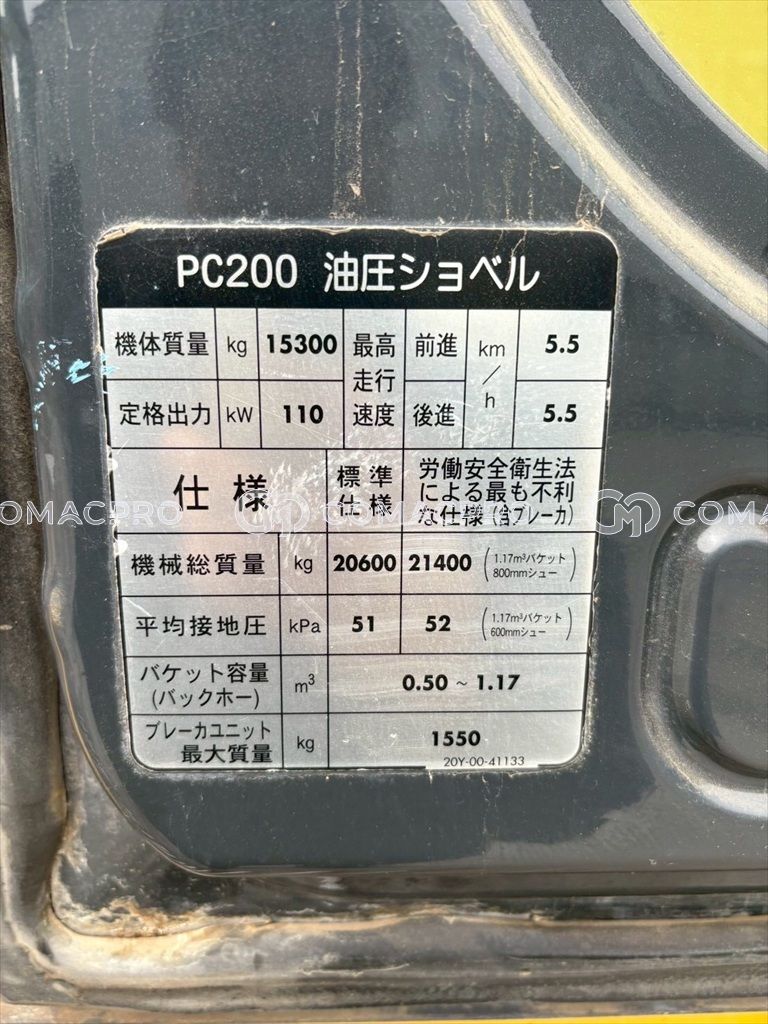 PC200 油圧ショベル
機体質量 kg 15300 最高走行速度 前進 km/h 5.5
定格出力 kW 110 後進 5.5
仕様 標準仕様 労働安全衛生法による最も不利な仕様(含ブレーカ)
機械総質量 kg 20600 21400 (1.17m³バケット 800mmシュー)
平均接地圧 kPa 51 52 (1.17m³バケット 600mmシュー)
バケット容量(バックホー) m³ 0.50 ~ 1.17
ブレーカユニット最大質量 kg 1550
20Y-00-41133
COMACPRO COMACPRO COMACPRO